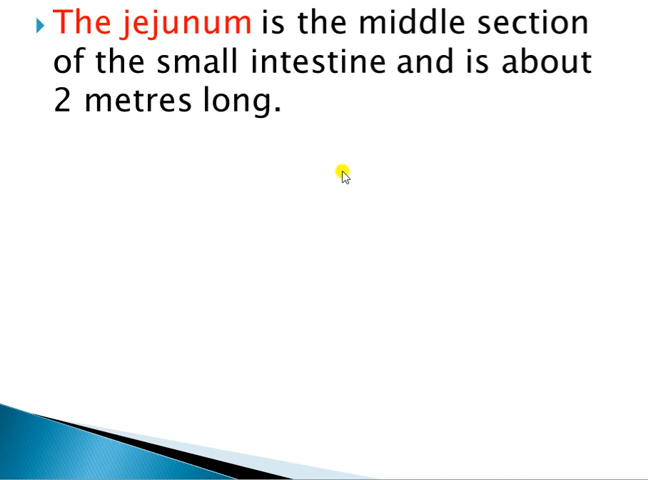 The jejunum is the middle section
of the small intestine and is about
2 metres long.